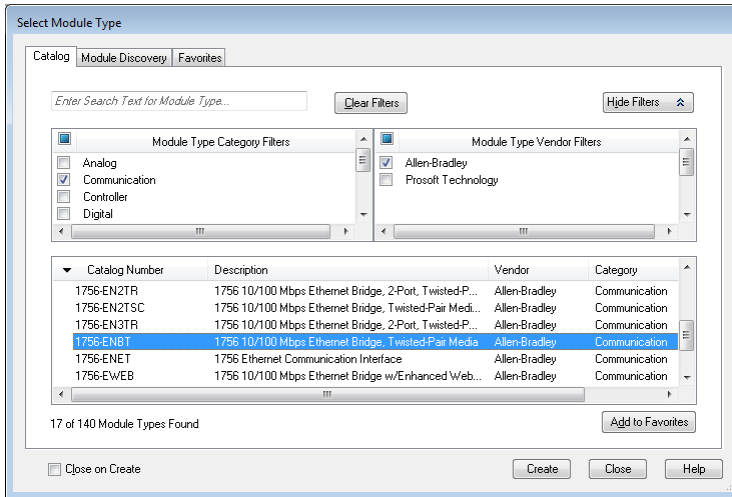 Select Module Type
Catalog Module Discovery Favorites
Enter Search Text for Module Type...
Clear Filters
Hide Filters
Module Type Category Filters
Analog
Communication
Controller
Digital
Module Type Vendor Filters
Allen-Bradley
Prosoft Technology
Catalog Number Description Vendor Category
1756-EN2TR 1756 10/100 Mbps Ethernet Bridge, 2-Port, Twisted-P... Allen-Bradley Communication
1756-EN2TSC 1756 10/100 Mbps Ethernet Bridge, Twisted-Pair Medi... Allen-Bradley Communication
1756-EN3TR 1756 10/100 Mbps Ethernet Bridge, 2-Port, Twisted-P... Allen-Bradley Communication
1756-ENBT 1756 10/100 Mbps Ethernet Bridge, Twisted-Pair Media Allen-Bradley Communication
1756-ENET 1756 Ethernet Communication Interface Allen-Bradley Communication
1756-EWEB 1756 10/100 Mbps Ethernet Bridge w/Enhanced Web... Allen-Bradley Communication
17 of 140 Module Types Found
Add to Favorites
Close on Create
Create
Close
Help